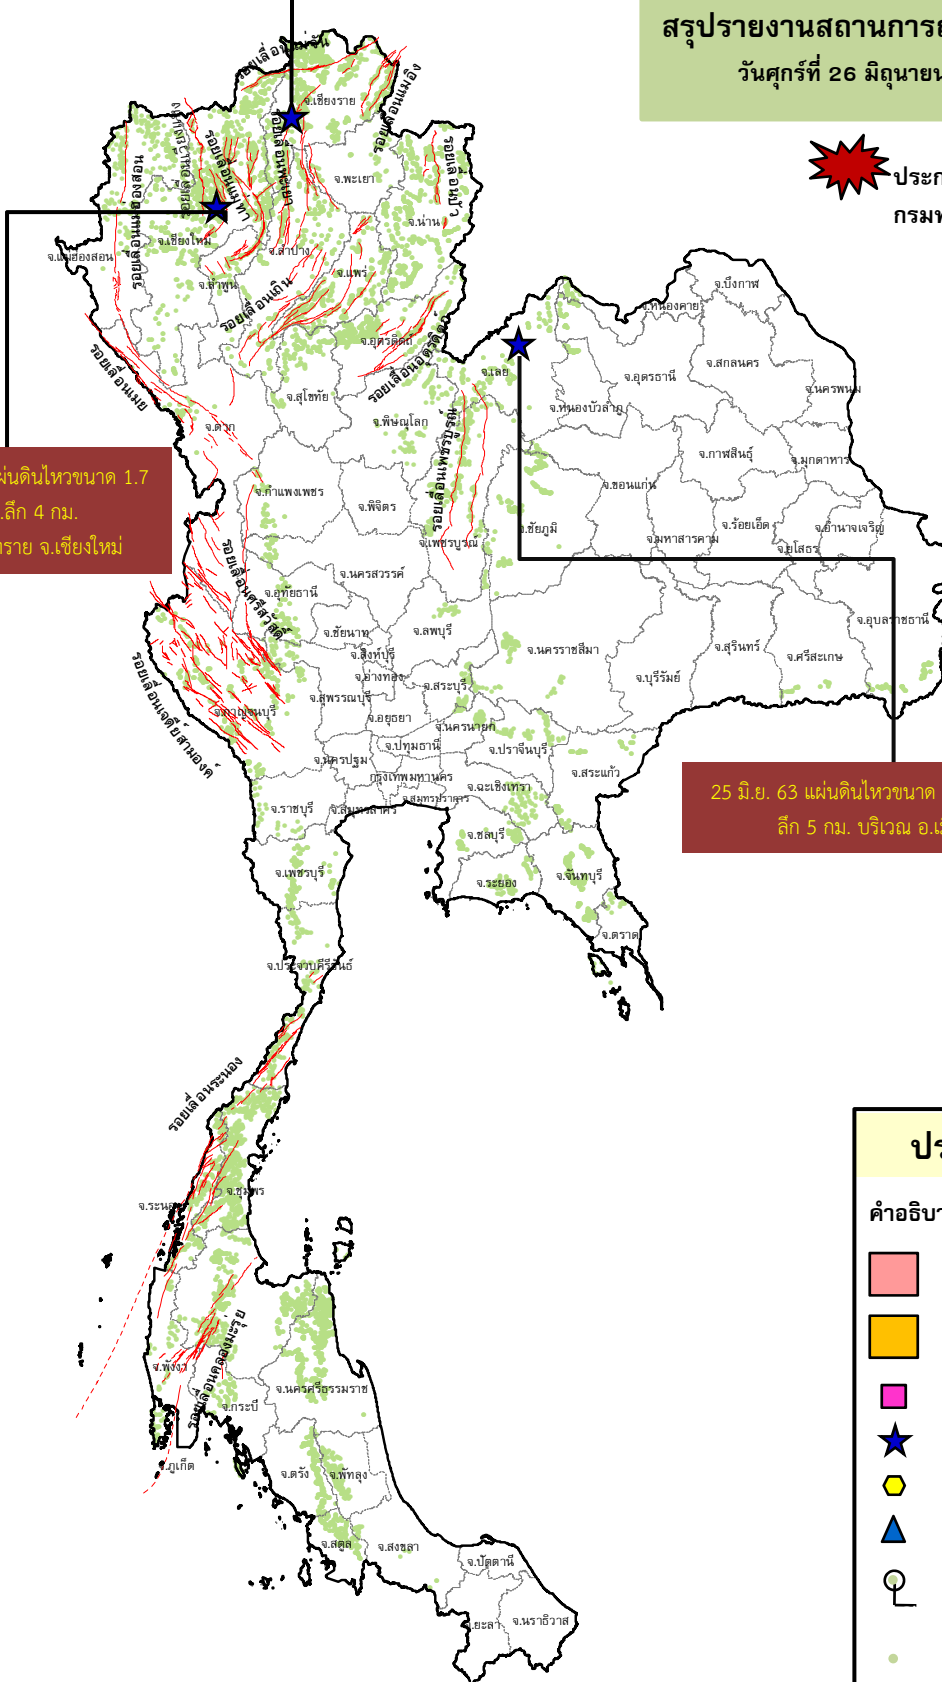 สรุปรายงานสถานการณ
วันศุกร์ที่ 26 มิถุนายน
ประก
กรมท
รอยเลื่อนแม่จัน
รอยเลื่อนแม่อิง
จ.เชียงราย
รอยเลื่อนแม่ทา
รอยเลื่อนพะเยา
รอยเลื่อนปัว
รอยเลื่อนแม่ฮ่องสอน
จ.พะเยา
จ.น่าน
จ.เชียงใหม่
จ.แม่ฮ่องสอน
จ.ลำปาง
จ.แพร่
จ.ลำพูน
รอยเลื่อนเถิน
จ.บึงกาฬ
จ.หนองคาย
จ.อุตรดิตถ์
รอยเลื่อนอุตรดิตถ์
รอยเลื่อนเมย
จ.เลย
จ.สกลนคร
จ.อุดรธานี
จ.นครพนม
จ.สุโขทัย
จ.หนองบัวลำภู
จ.ตาก
จ.พิษณุโลก
รอยเลื่อนเพชรบูรณ์
จ.กาฬสินธุ์
จ.มุกดาหาร
ผ่นดินไหวขนาด 1.7
.ลึก 4 กม.
ทราย จ.เชียงใหม่
จ.กำแพงเพชร
จ.พิจิตร
จ.ขอนแก่น
จ.ชัยภูมิ
จ.ร้อยเอ็ด
จ.อำนาจเจริญ
จ.มหาสารคาม
จ.ยโสธร
จ.เพชรบูรณ์
รอยเลื่อนศรีสวัสดิ์
จ.นครสวรรค์
จ.อุทัยธานี
จ.ชัยนาท
จ.ลพบุรี
จ.อุบลราชธานี
จ.สิงห์บุรี
จ.นครราชสีมา
จ.สุรินทร์
จ.ศรีสะเกษ
จ.บุรีรัมย์
จ.อ่างทอง
จ.สระบุรี
จ.สุพรรณบุรี
รอยเลื่อนเจดีย์สามองค์
จ.กาญจนบุรี
จ.อยุธยา
จ.นครนายก
จ.ปทุมธานี
จ.ปราจีนบุรี
จ.นครปฐม
กรุงเทพมหานคร
จ.สระแก้ว
จ.ฉะเชิงเทรา
จ.ราชบุรี
จ.สมุทรสาคร
จ.สมุทรปราการ
25 มิ.ย. 63 แผ่นดินไหวขนาด
ลึก 5 กม. บริเวณ อ.เมื
จ.ชลบุรี
จ.เพชรบุรี
จ.ระยอง
จ.จันทบุรี
จ.ตราด
จ.ประจวบคีรีขันธ์
รอยเลื่อนระนอง
จ.ชุมพร
จ.ระนอง
ปร
คำอธิบา
รอยเลื่อนคลองมะรุ่ย
จ.พังงา
จ.นครศรีธรรมราช
จ.กระบี่
จ.ภูเก็ต
จ.ตรัง
จ.พัทลุง
จ.สตูล
จ.สงขลา
จ.ปัตตานี
จ.ยะลา
จ.นราธิวาส